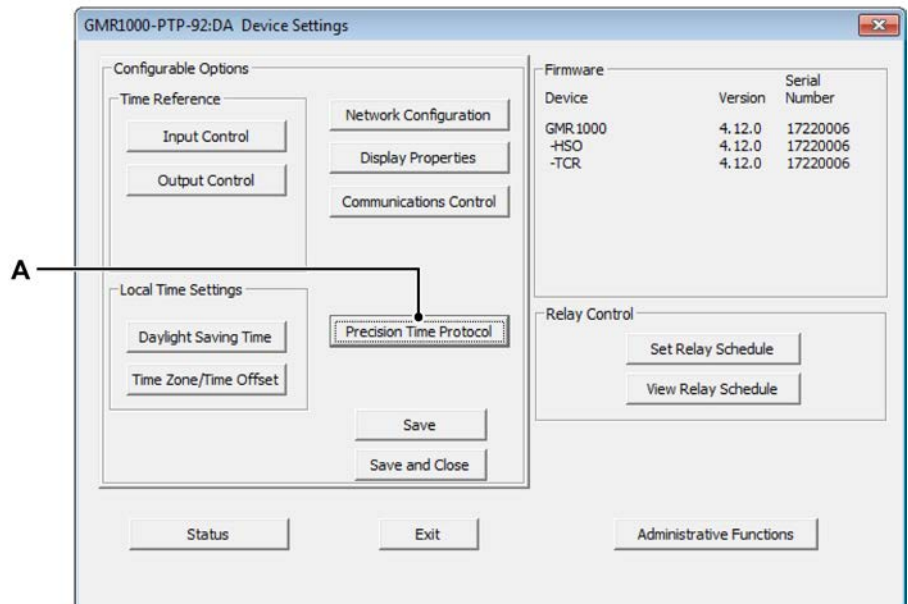 GMR1000-PTP-92:DA Device Settings
Configurable Options
Time Reference
Input Control
Output Control
Network Configuration
Display Properties
Communications Control
A
Local Time Settings
Daylight Saving Time
Time Zone/Time Offset
Precision Time Protocol
Save
Save and Close
Firmware
Device Version Serial Number
GMR1000 4.12.0 17220006
-HSO 4.12.0 17220006
-TCR 4.12.0 17220006
Relay Control
Set Relay Schedule
View Relay Schedule
Status
Exit
Administrative Functions